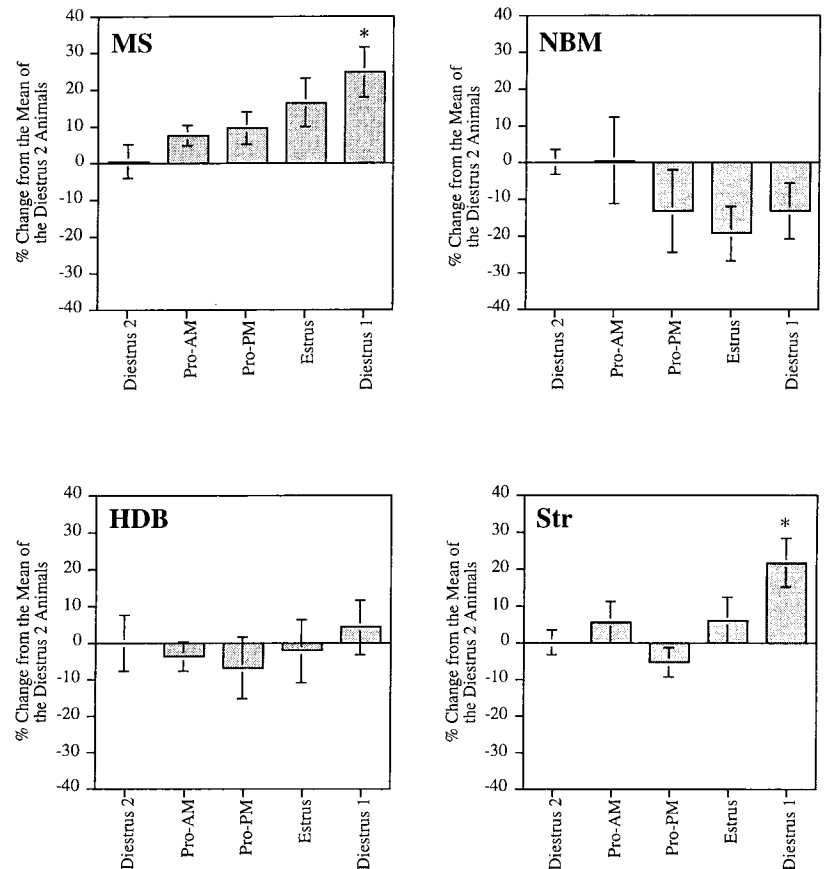 MS
40
30
20
10
0
-10
-20
-30
-40
% Change from the Mean of
the Diestrus 2 Animals
*
Diestrus 2
Pro-AM
Pro-PM
Estrus
Diestrus 1
NBM
40
30
20
10
0
-10
-20
-30
-40
% Change from the Mean of
the Diestrus 2 Animals
Diestrus 2
Pro-AM
Pro-PM
Estrus
Diestrus 1
HDB
40
30
20
10
0
-10
-20
-30
-40
% Change from the Mean of
the Diestrus 2 Animals
Diestrus 2
Pro-AM
Pro-PM
Estrus
Diestrus 1
Str
40
30
20
10
0
-10
-20
-30
-40
% Change from the Mean of
the Diestrus 2 Animals
*
Diestrus 2
Pro-AM
Pro-PM
Estrus
Diestrus 1